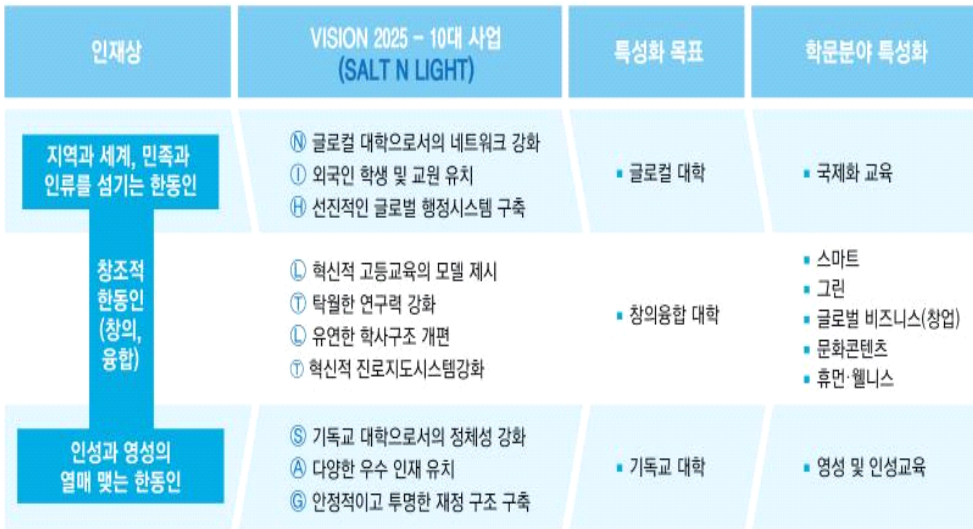 인재상
VISION 2025 – 10대 사업
(SALT N LIGHT)
특성화 목표
학문분야 특성화
지역과 세계, 민족과
인류를 섬기는 한동인
Ⓝ 글로컬 대학으로서의 네트워크 강화
Ⓘ 외국인 학생 및 교원 유치
Ⓗ 선진적인 글로벌 행정시스템 구축
▪ 글로컬 대학
▪ 국제화 교육
창조적
한동인
(창의,
융합)
Ⓛ 혁신적 고등교육의 모델 제시
Ⓣ 탁월한 연구력 강화
Ⓛ 유연한 학사구조 개편
Ⓣ 혁신적 진로지도시스템강화
▪ 창의융합 대학
▪ 스마트
▪ 그린
▪ 글로벌 비즈니스(창업)
▪ 문화콘텐츠
▪ 휴먼·웰니스
인성과 영성의
열매 맺는 한동인
Ⓢ 기독교 대학으로서의 정체성 강화
Ⓐ 다양한 우수 인재 유치
Ⓖ 안정적이고 투명한 재정 구조 구축
▪ 기독교 대학
▪ 영성 및 인성교육